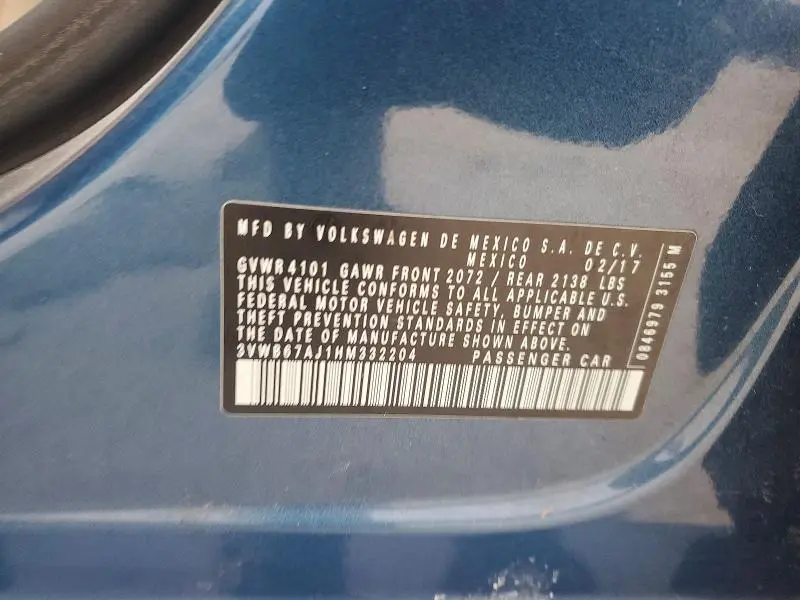 MFD BY VOLKSWAGEN DE MEXICO S.A. DE C.V.
MEXICO 02/17
GVWR 4101 GAWR FRONT 2072 / REAR 2138 LBS
THIS VEHICLE CONFORMS TO ALL APPLICABLE U.S.
FEDERAL MOTOR VEHICLE SAFETY, BUMPER AND
THEFT PREVENTION STANDARDS IN EFFECT ON
THE DATE OF MANUFACTURE SHOWN ABOVE.
3VWB67AJ1HM332204 PASSENGER CAR
0846979 3155 M